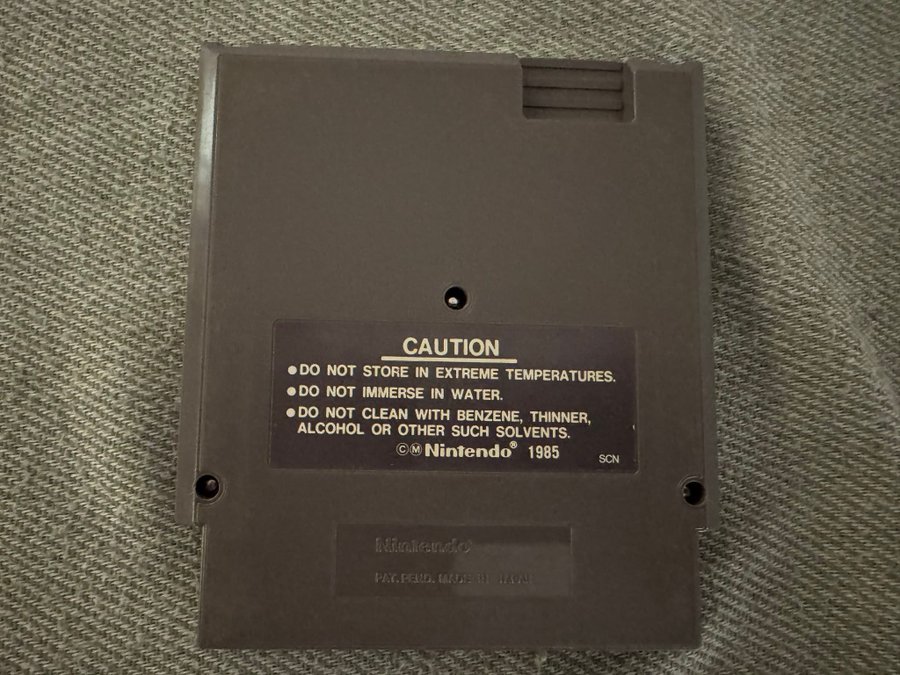 CAUTION
●DO NOT STORE IN EXTREME TEMPERATURES.
●DO NOT IMMERSE IN WATER.
●DO NOT CLEAN WITH BENZENE, THINNER,
ALCOHOL OR OTHER SUCH SOLVENTS.
ⒸⓂNintendo® 1985 SCN
Nintendo®
PAT. PEND. MADE IN JAPAN